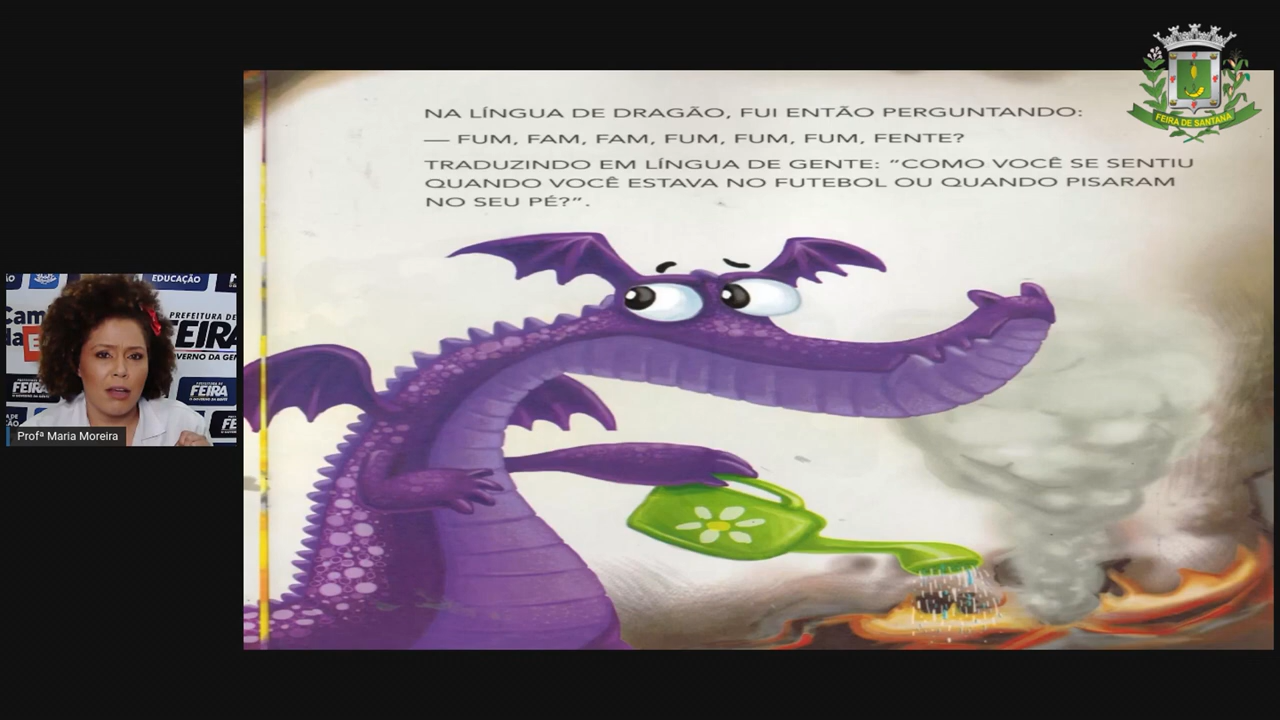 FEIRA DE SANTANA
NA LÍNGUA DE DRAGÃO, FUI ENTÃO PERGUNTANDO:
— FUM, FAM, FAM, FUM, FUM, FUM, FENTE?
TRADUZINDO EM LÍNGUA DE GENTE: “COMO VOCÊ SE SENTIU
QUANDO VOCÊ ESTAVA NO FUTEBOL OU QUANDO PISARAM
NO SEU PÉ?”.
EDUCAÇÃO
PREFEITURA DE
FEIRA
FEIRA
FEIRA
Profª Maria Moreira